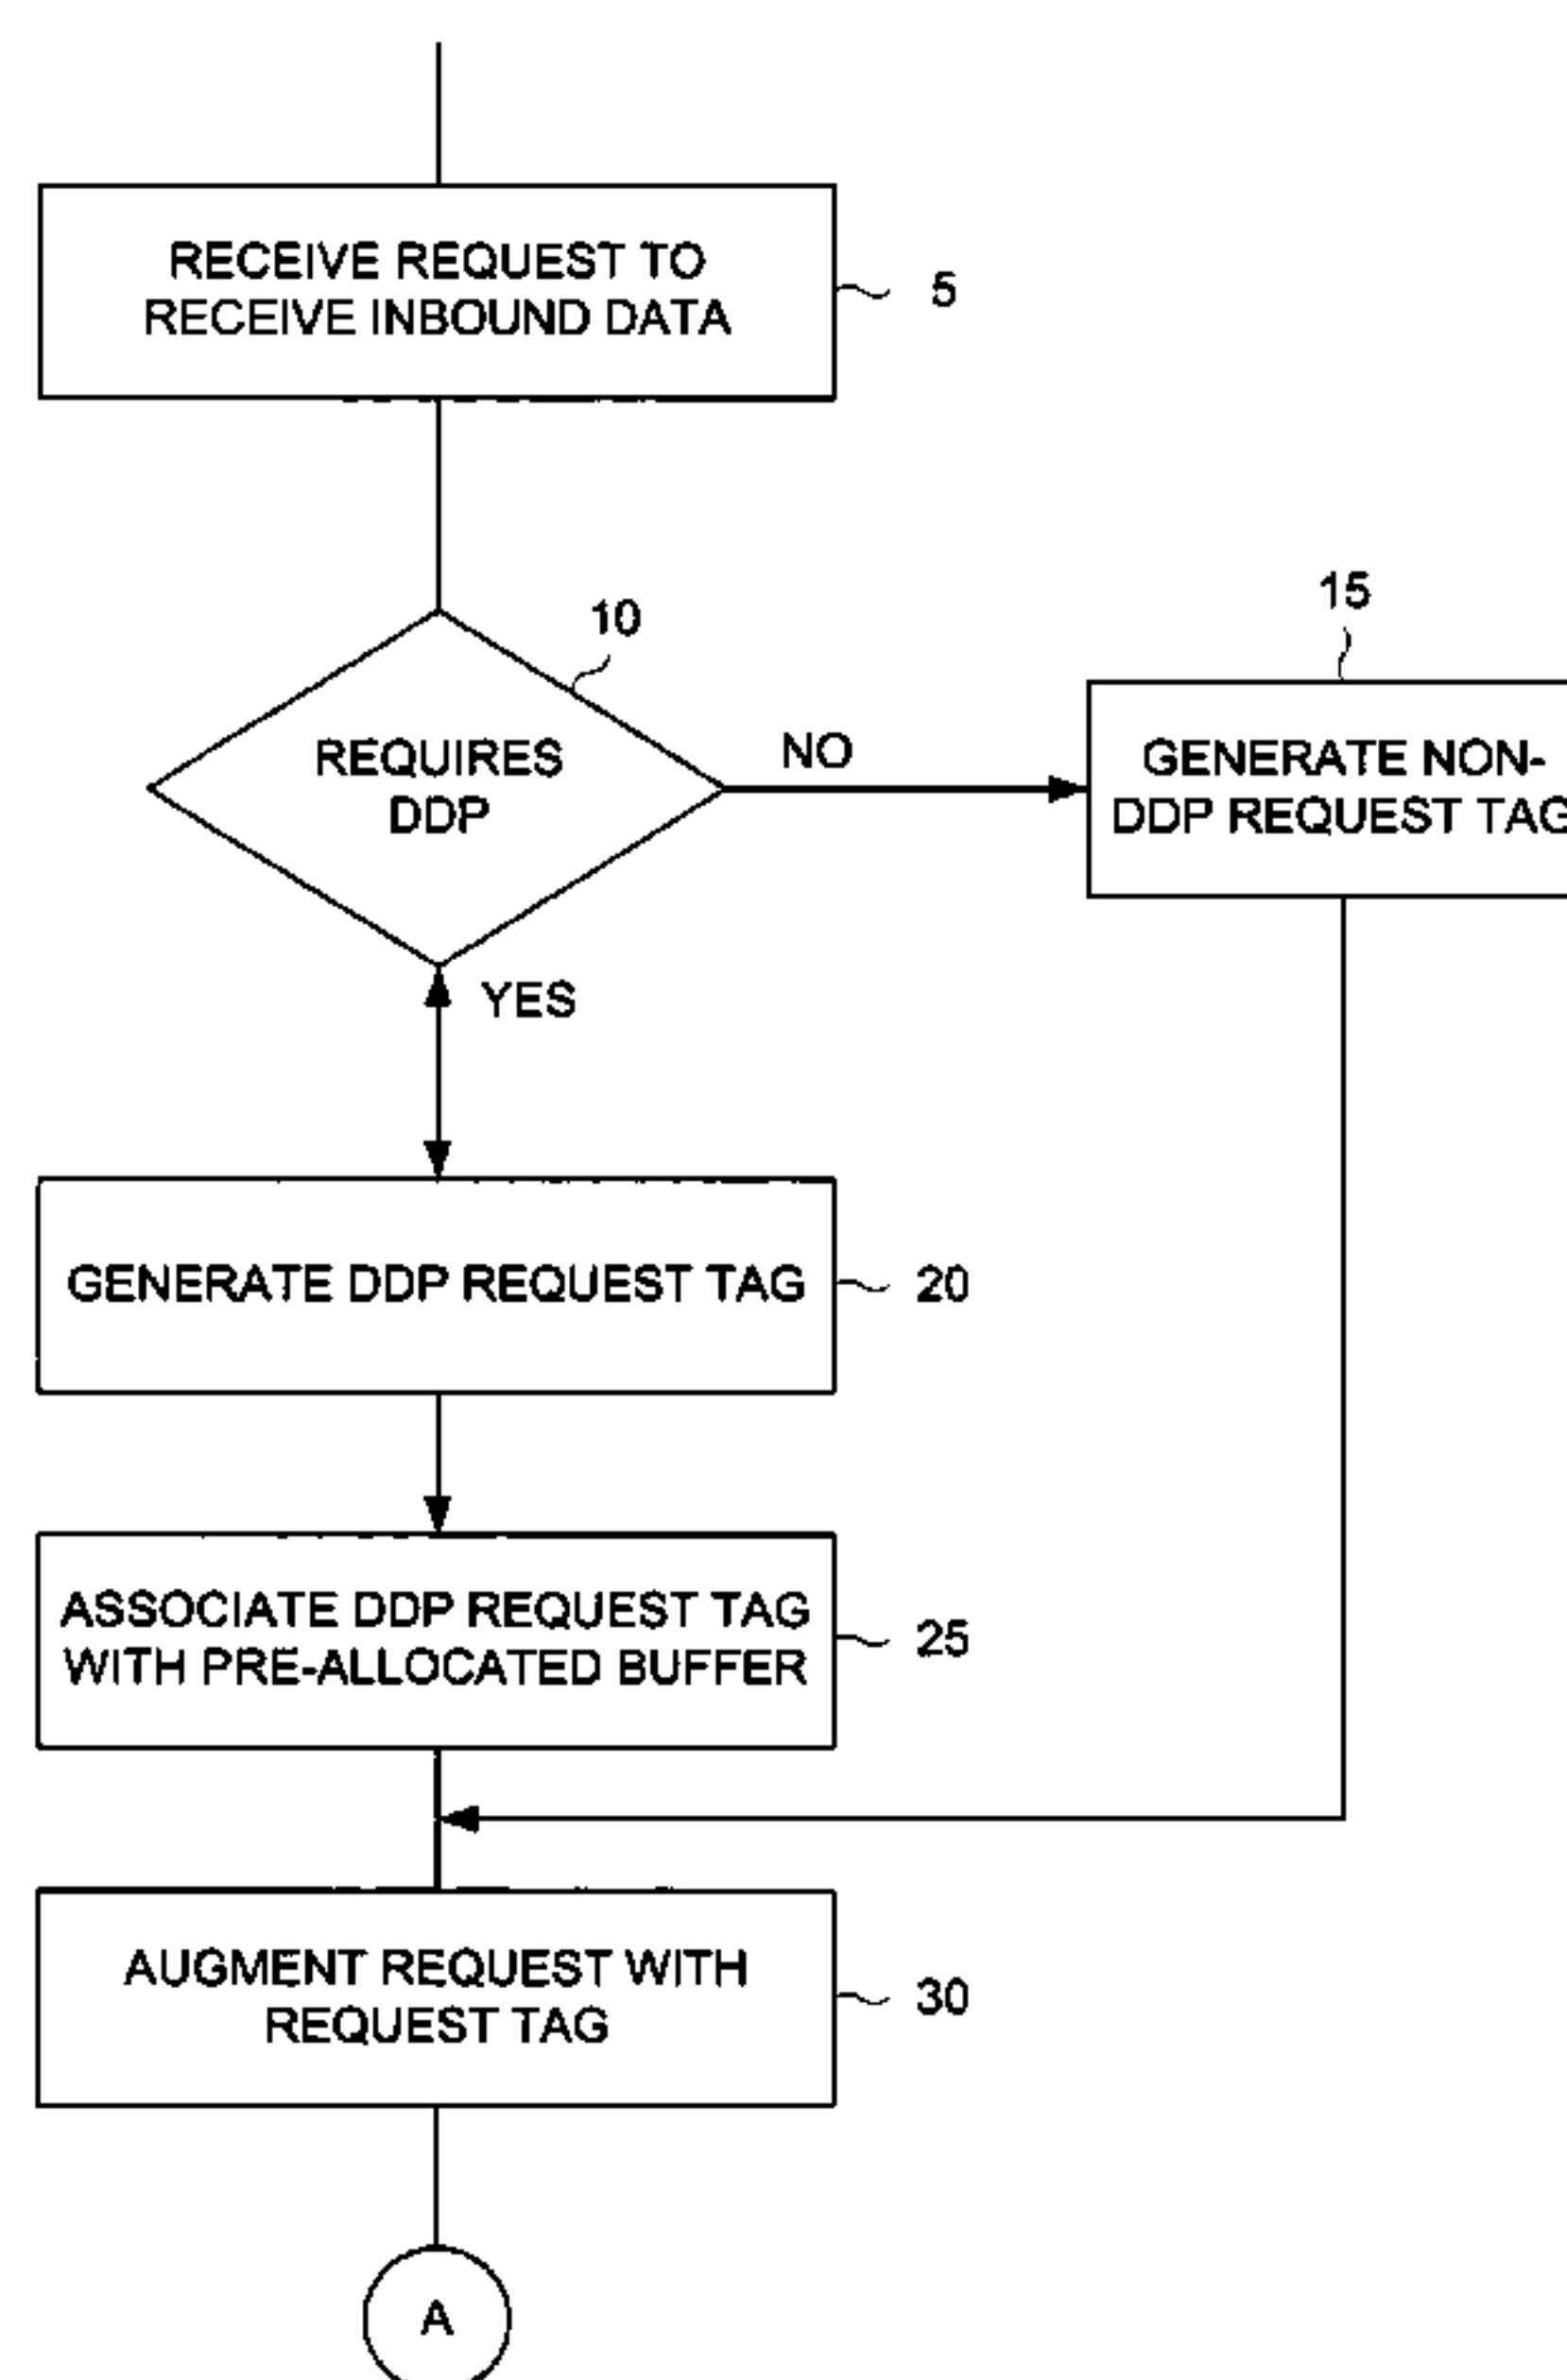 RECEIVE REQUEST TO
RECEIVE INBOUND DATA
5
10
REQUIRES
DDP
NO
15
GENERATE NON-
DDP REQUEST TAG
YES
GENERATE DDP REQUEST TAG
20
ASSOCIATE DDP REQUEST TAG
WITH PRE-ALLOCATED BUFFER
25
AUGMENT REQUEST WITH
REQUEST TAG
30
A